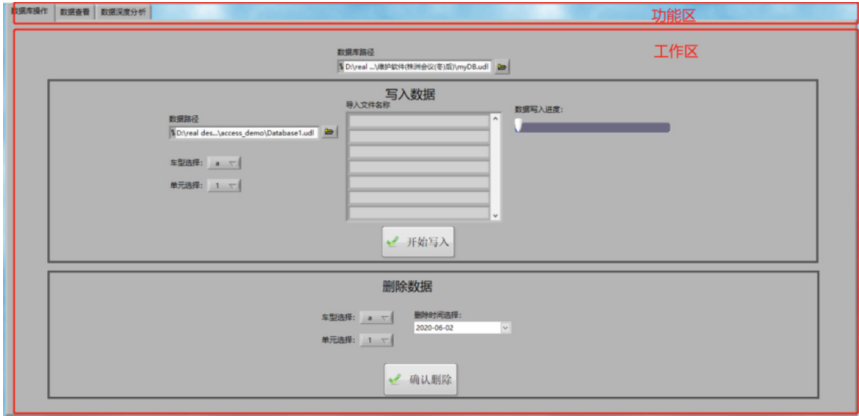 数据库操作 数据查看 数据深度分析
功能区
工作区
数据库路径
D:\real ...\维护软件(株洲会议(冬)版)\myDB.udl
写入数据
导入文件名称
数据写入进度:
数据路径
D:\real des...\access_demo\Database1.udl
车型选择: a
单元选择: 1
开始写入
删除数据
车型选择: a
删除时间选择:
2020-06-02
单元选择: 1
确认删除